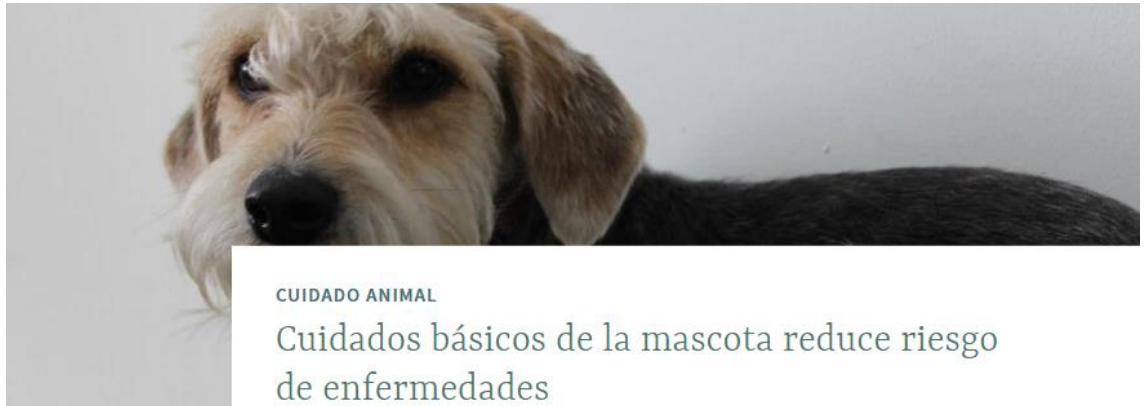 CUIDADO ANIMAL
Cuidados básicos de la mascota reduce riesgo
de enfermedades